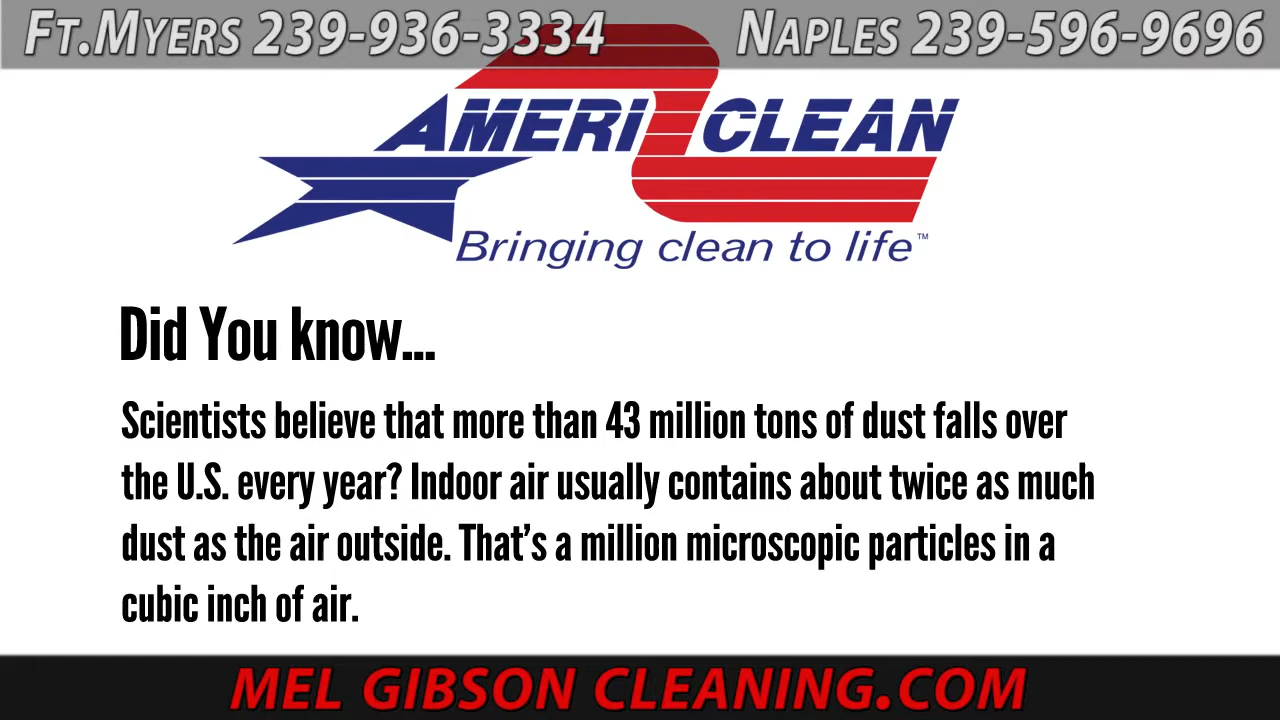 FT.MYERS 239-936-3334 NAPLES 239-596-9696
AMERI CLEAN
Bringing clean to life™
Did You know...
Scientists believe that more than 43 million tons of dust falls over
the U.S. every year? Indoor air usually contains about twice as much
dust as the air outside. That's a million microscopic particles in a
cubic inch of air.
MEL GIBSON CLEANING.COM